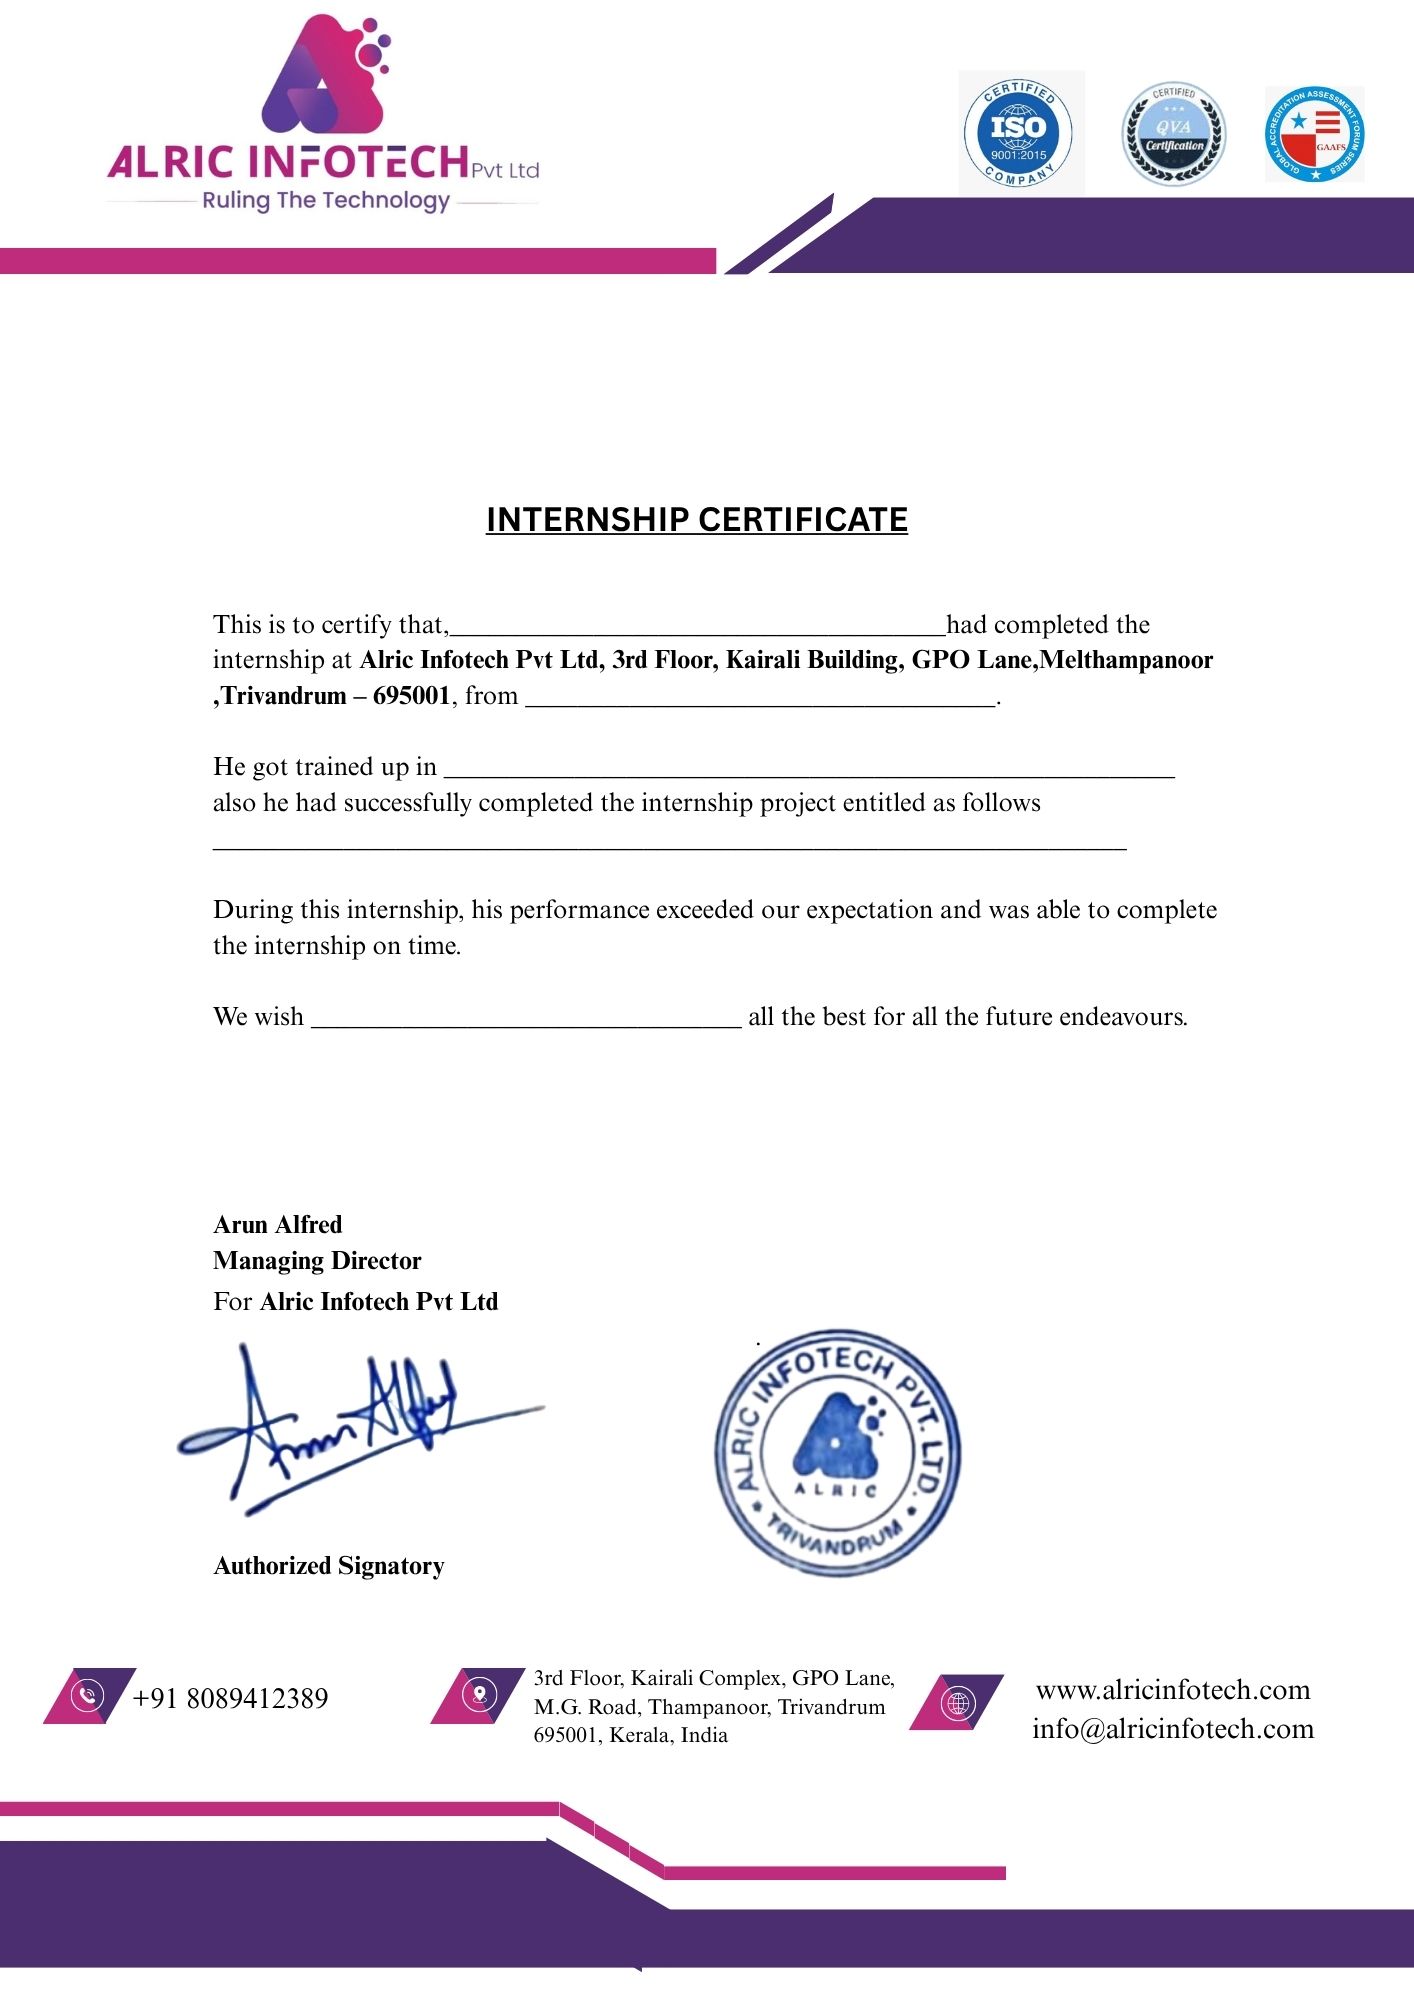 ALRIC INFOTECH Pvt Ltd
Ruling The Technology
CERTIFIED
ISO
9001:2015
COMPANY
CERTIFIED
QVA
Certification
GLOBAL ACCREDITATION ASSESSMENT FORUM SERIES
GAAFS
INTERNSHIP CERTIFICATE
This is to certify that,______________________________________had completed the
internship at Alric Infotech Pvt Ltd, 3rd Floor, Kairali Building, GPO Lane,Melthampanoor
,Trivandrum – 695001, from ____________________________________.
He got trained up in ________________________________________________________
also he had successfully completed the internship project entitled as follows
______________________________________________________________________
During this internship, his performance exceeded our expectation and was able to complete
the internship on time.
We wish _________________________________ all the best for all the future endeavours.
Arun Alfred
Managing Director
For Alric Infotech Pvt Ltd
Arun Alfred
ALRIC INFOTECH PVT. LTD.
ALRIC
TRIVANDRUM
Authorized Signatory
+91 8089412389
3rd Floor, Kairali Complex, GPO Lane,
M.G. Road, Thampanoor, Trivandrum
695001, Kerala, India
www.alricinfotech.com
info@alricinfotech.com